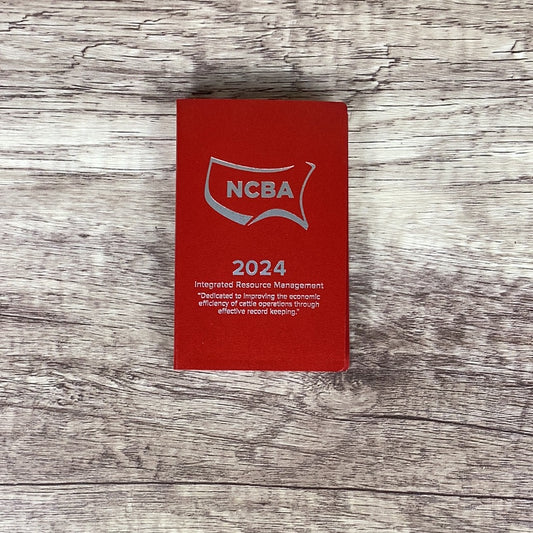 NCBA
2024
Integrated Resource Management
"Dedicated to improving the economic
efficiency of cattle operations through
effective record keeping."